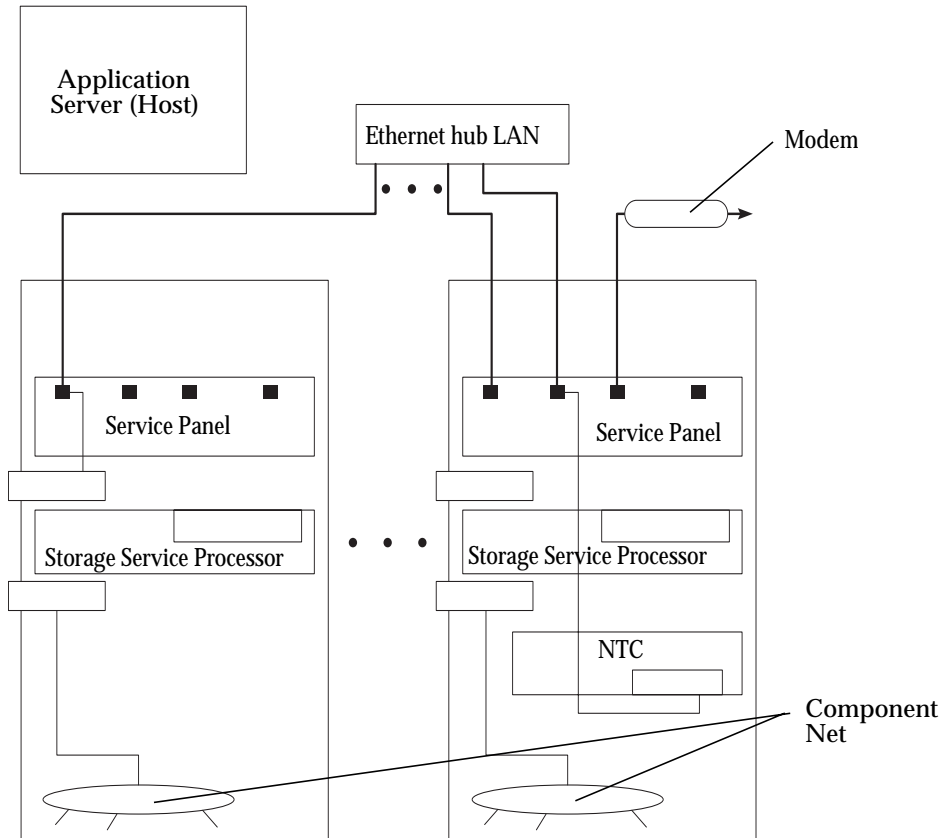 Application
Server (Host)
Ethernet hub LAN
Modem
Service Panel
Service Panel
Storage Service Processor
Storage Service Processor
NTC
Component
Net